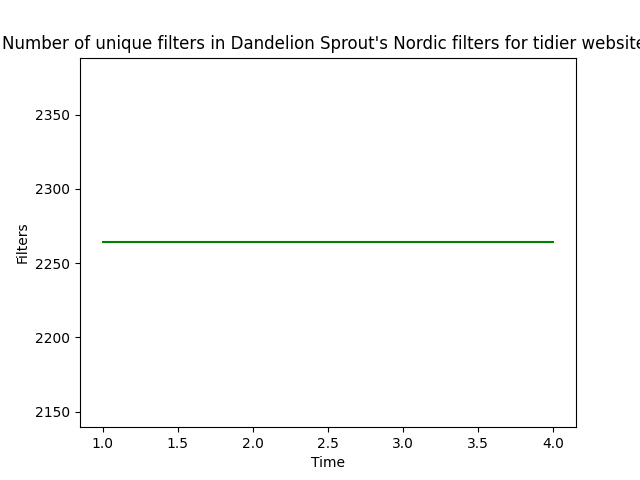 Number of unique filters in Dandelion Sprout's Nordic filters for tidier website
2350
2300
2250
2200
2150
Filters
1.0 1.5 2.0 2.5 3.0 3.5 4.0
Time